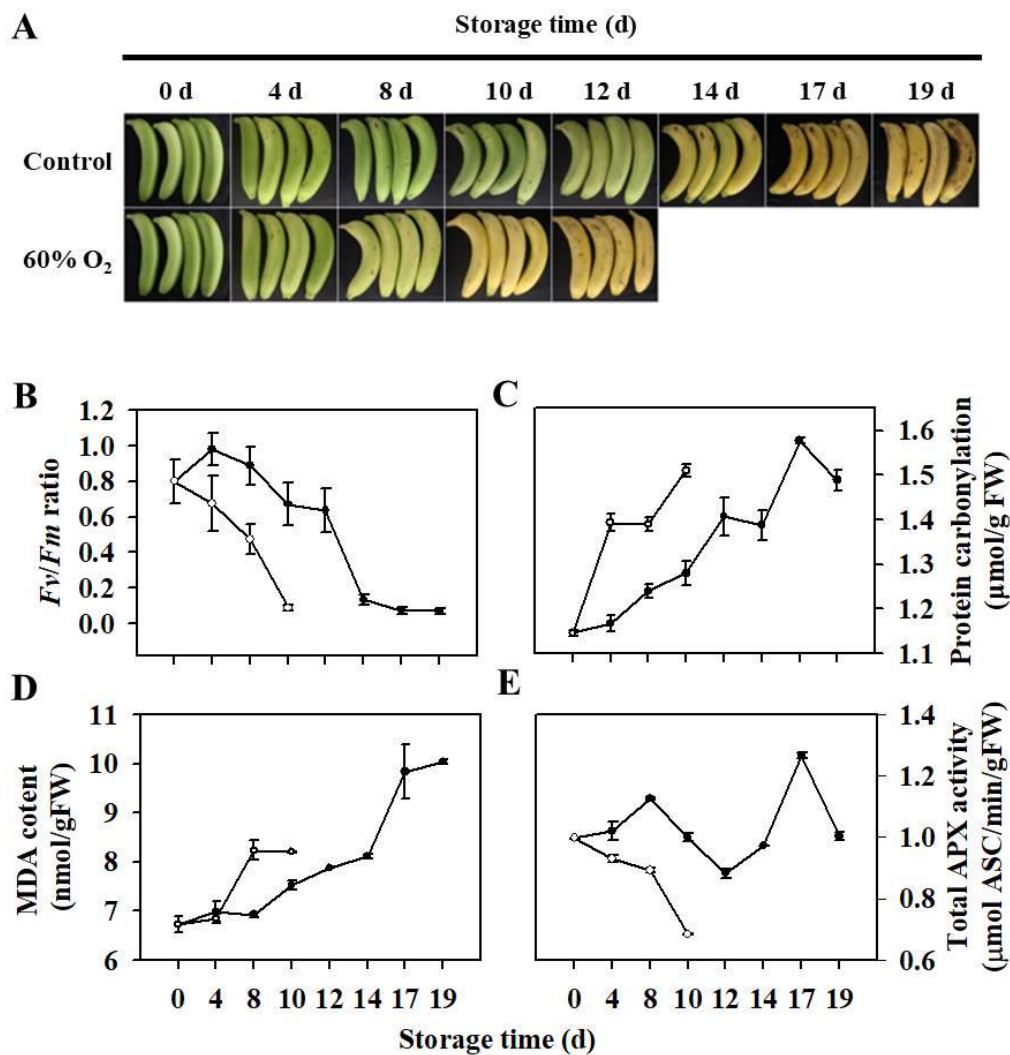 A
Storage time (d)
0 d 4 d 8 d 10 d 12 d 14 d 17 d 19 d
Control
60% O₂
B
1.2
1.0
0.8
0.6
0.4
0.2
0.0
Fv/Fm ratio
C
1.6
1.5
1.4
1.3
1.2
1.1
Protein carbonylation
(μmol/g FW)
D
11
10
9
8
7
6
MDA cotent
(nmol/gFW)
0 4 8 10 12 14 17 19
E
1.4
1.2
1.0
0.8
0.6
Total APX activity
(μmol ASC/min/gFW)
0 4 8 10 12 14 17 19
Storage time (d)